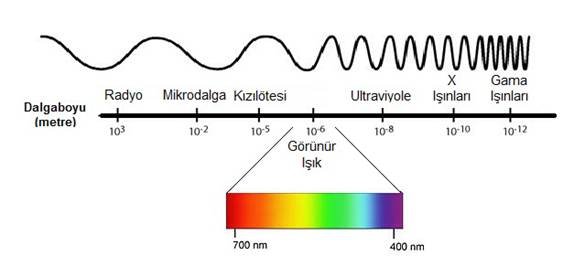 Radyo
Mikrodalga
Kızılötesi
Ultraviyole
X
Işınları
Gama
Işınları
Dalgaboyu
(metre)
10³
10⁻²
10⁻⁵
10⁻⁶
10⁻⁸
10⁻¹⁰
10⁻¹²
Görünür
Işık
700 nm
400 nm